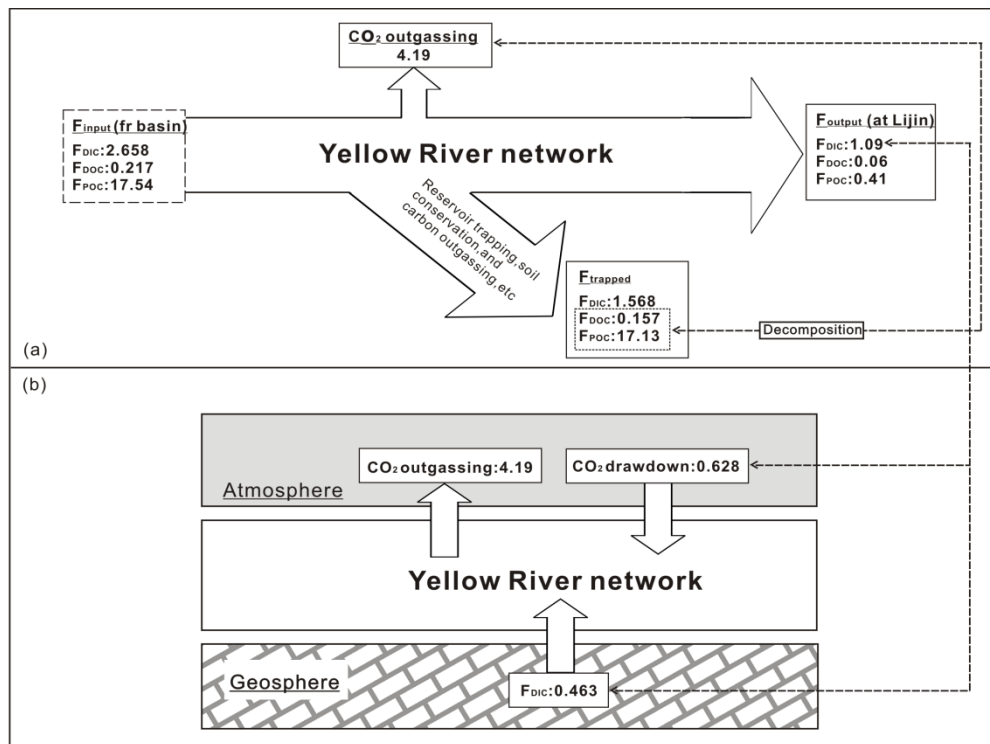 CO₂ outgassing
4.19
Finput (fr basin)
FDIC:2.658
FDOC:0.217
FPOC:17.54
Yellow River network
Foutput (at Lijin)
FDIC:1.09
FDOC:0.06
FPOC:0.41
Reservoir trapping,soil
conservation,and
carbon outgassing,etc
Ftrapped
FDIC:1.568
FDOC:0.157
FPOC:17.13
Decomposition
(a)
(b)
CO₂ outgassing:4.19
CO₂ drawdown:0.628
Atmosphere
Yellow River network
Geosphere
FDIC:0.463